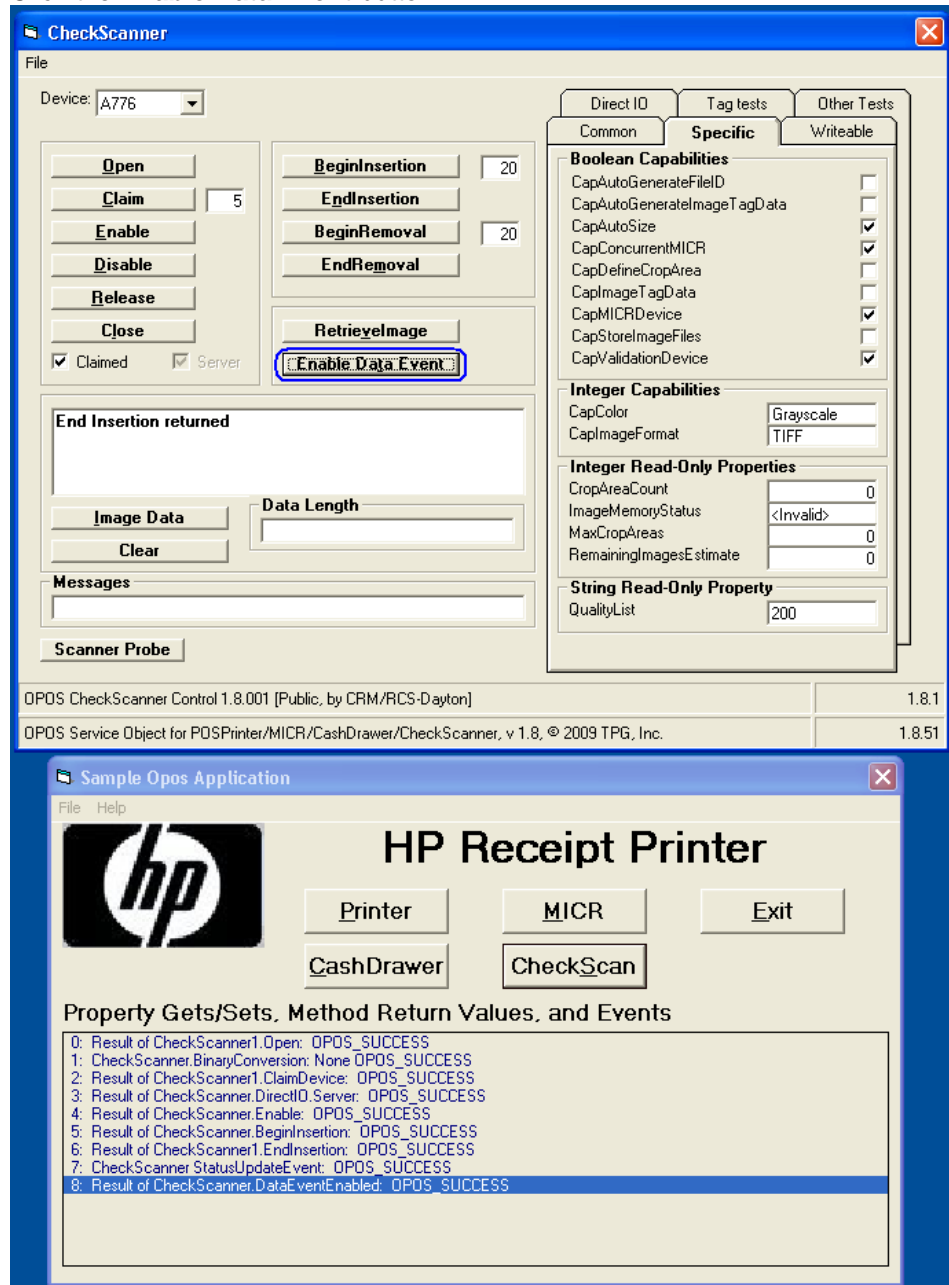 CheckScanner
File
Device: A776
Open
Claim 5
Enable
Disable
Release
Close
Claimed Server
BeginInsertion 20
EndInsertion
BeginRemoval 20
EndRemoval
RetrieveImage
Enable Data Event
End Insertion returned
Image Data
Clear
Data Length
Messages
Scanner Probe
Direct IO Tag tests Other Tests
Common Specific Writeable
Boolean Capabilities
CapAutoGenerateFileID
CapAutoGenerateImageTagData
CapAutoSize
CapConcurrentMICR
CapDefineCropArea
CapImageTagData
CapMICRDevice
CapStoreImageFiles
CapValidationDevice
Integer Capabilities
CapColor Grayscale
CapImageFormat TIFF
Integer Read-Only Properties
CropAreaCount 0
ImageMemoryStatus <Invalid>
MaxCropAreas 0
RemainingImagesEstimate 0
String Read-Only Property
QualityList 200
OPOS CheckScanner Control 1.8.001 [Public, by CRM/RCS-Dayton] 1.8.1
OPOS Service Object for POSPrinter/MICR/CashDrawer/CheckScanner, v 1.8, © 2009 TPG, Inc. 1.8.51
Sample Opos Application
File Help
hp
HP Receipt Printer
Printer MICR Exit
CashDrawer CheckScan
Property Gets/Sets, Method Return Values, and Events
0: Result of CheckScanner1.Open: OPOS_SUCCESS
1: CheckScanner.BinaryConversion: None OPOS_SUCCESS
2: Result of CheckScanner1.ClaimDevice: OPOS_SUCCESS
3: Result of CheckScanner.DirectIO.Server: OPOS_SUCCESS
4: Result of CheckScanner.Enable: OPOS_SUCCESS
5: Result of CheckScanner.BeginInsertion: OPOS_SUCCESS
6: Result of CheckScanner1.EndInsertion: OPOS_SUCCESS
7: CheckScanner StatusUpdateEvent: OPOS_SUCCESS
8: Result of CheckScanner.DataEventEnabled: OPOS_SUCCESS